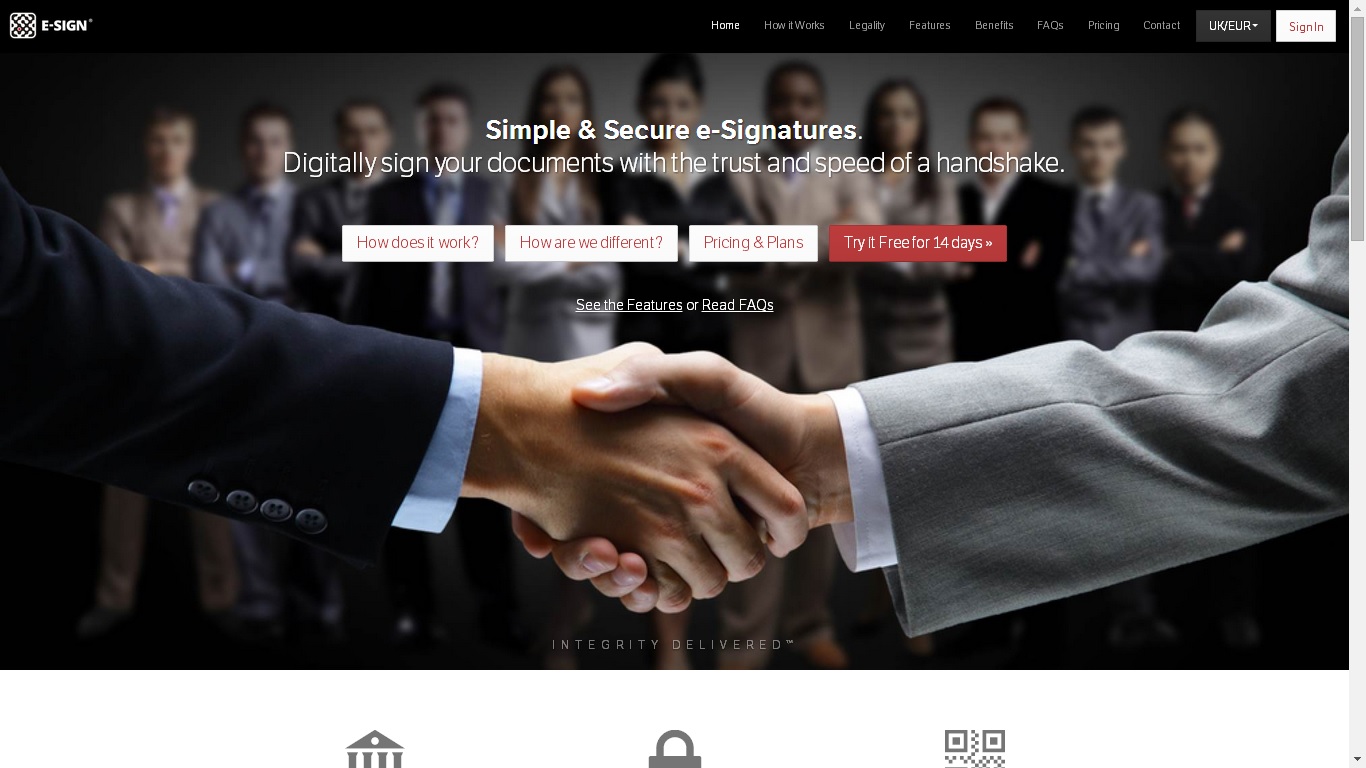 E-SIGN®
Home How it Works Legality Features Benefits FAQs Pricing Contact UK/EUR Sign In
Simple & Secure e-Signatures.
Digitally sign your documents with the trust and speed of a handshake.
How does it work? How are we different? Pricing & Plans Try it Free for 14 days »
See the Features or Read FAQs
INTEGRITY DELIVERED™